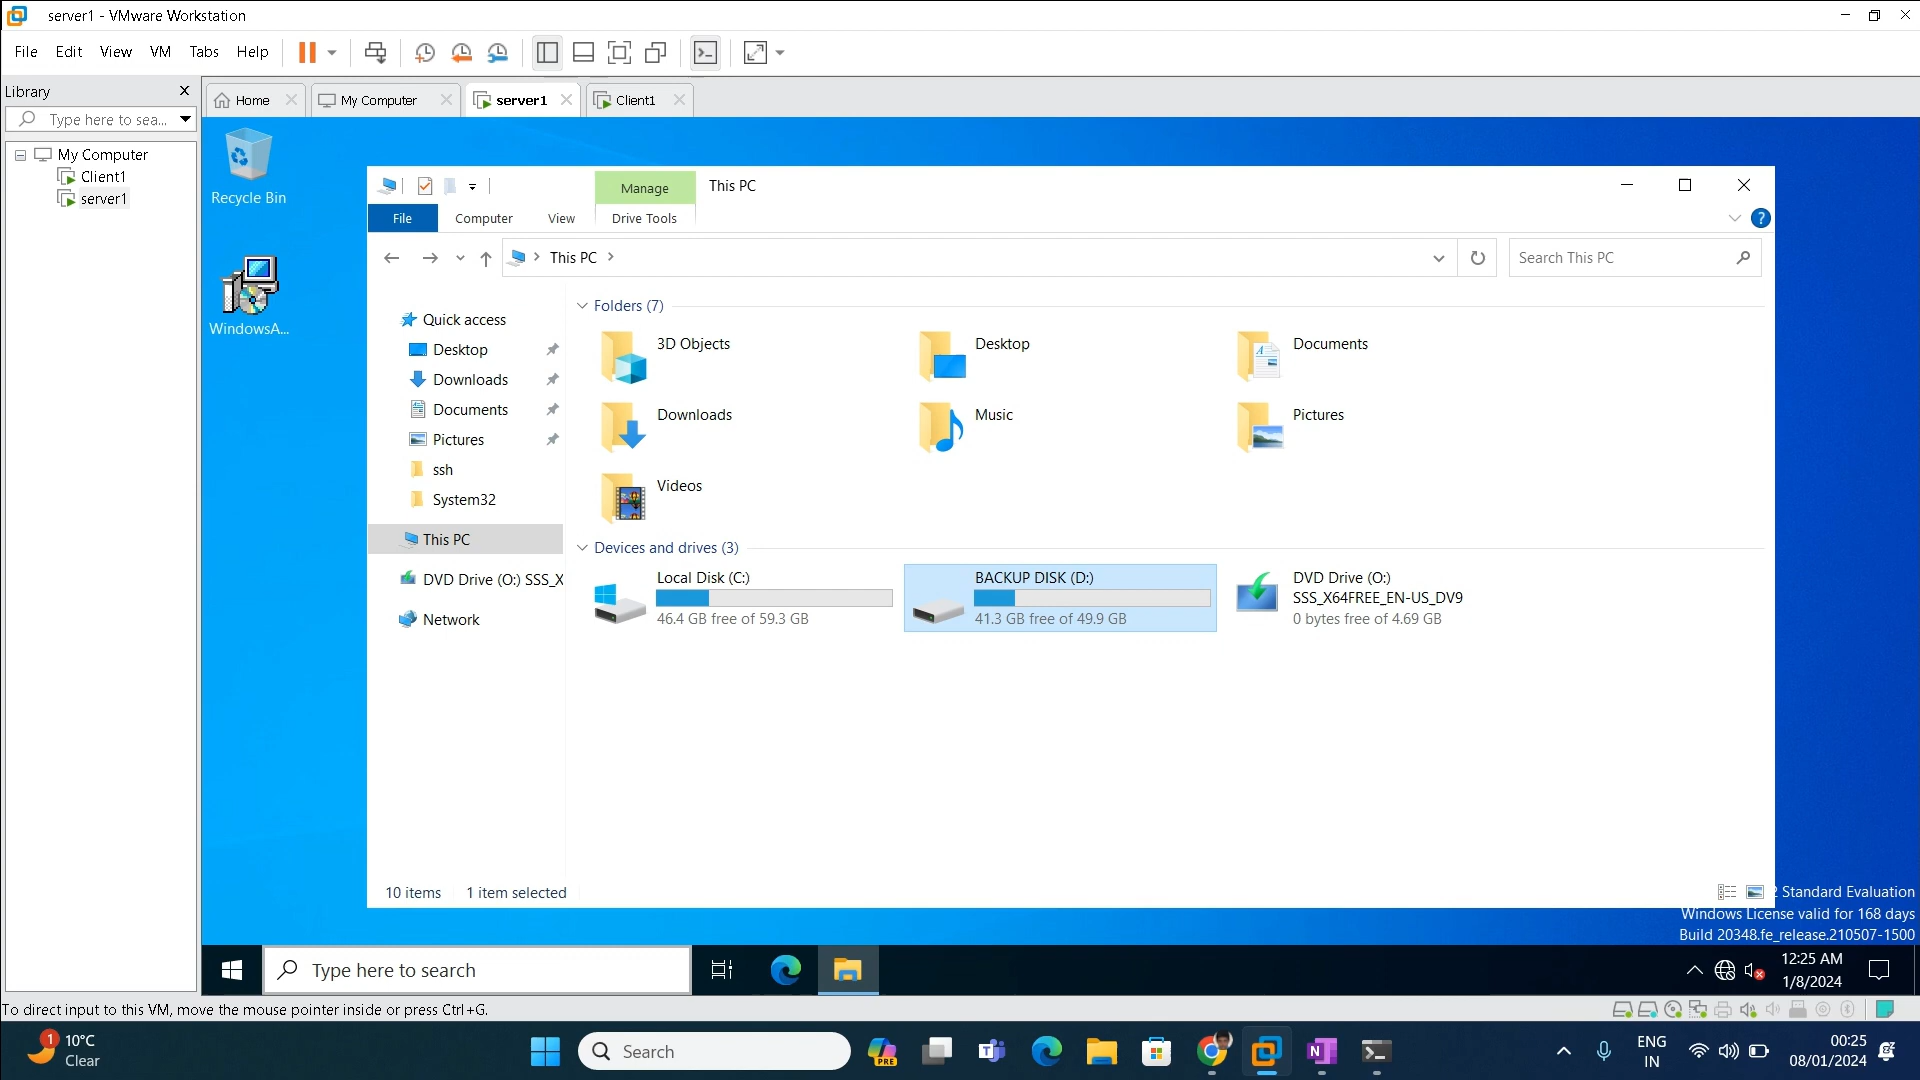 server1 - VMware Workstation
File Edit View VM Tabs Help
Library
Type here to sea...
My Computer
Client1
server1
Home
My Computer
server1
Client1
Recycle Bin
WindowsA...
Manage
This PC
File
Computer
View
Drive Tools
This PC
Search This PC
Quick access
Desktop
Downloads
Documents
Pictures
ssh
System32
This PC
DVD Drive (O:) SSS_X
Network
Folders (7)
3D Objects
Desktop
Documents
Downloads
Music
Pictures
Videos
Devices and drives (3)
Local Disk (C:)
46.4 GB free of 59.3 GB
BACKUP DISK (D:)
41.3 GB free of 49.9 GB
DVD Drive (O:)
SSS_X64FREE_EN-US_DV9
0 bytes free of 4.69 GB
10 items
1 item selected
2 Standard Evaluation
Windows License valid for 168 days
Build 20348.fe_release.210507-1500
Type here to search
12:25 AM
1/8/2024
To direct input to this VM, move the mouse pointer inside or press Ctrl+G.
1
10°C
Clear
Search
PRE
ENG
IN
00:25
08/01/2024